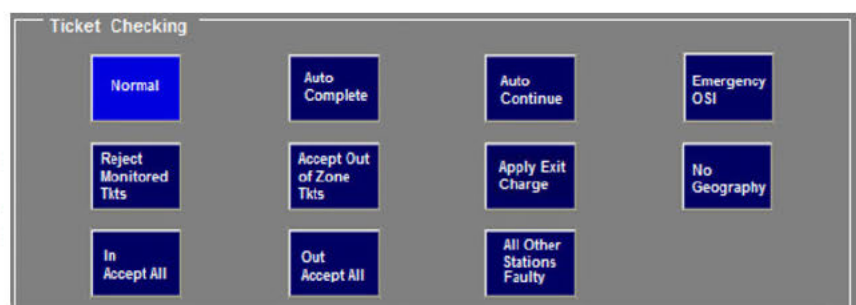 Ticket Checking
Normal
Auto
Complete
Auto
Continue
Emergency
OSI
Reject
Monitored
Tkts
Accept Out
of Zone
Tkts
Apply Exit
Charge
No
Geography
In
Accept All
Out
Accept All
All Other
Stations
Faulty